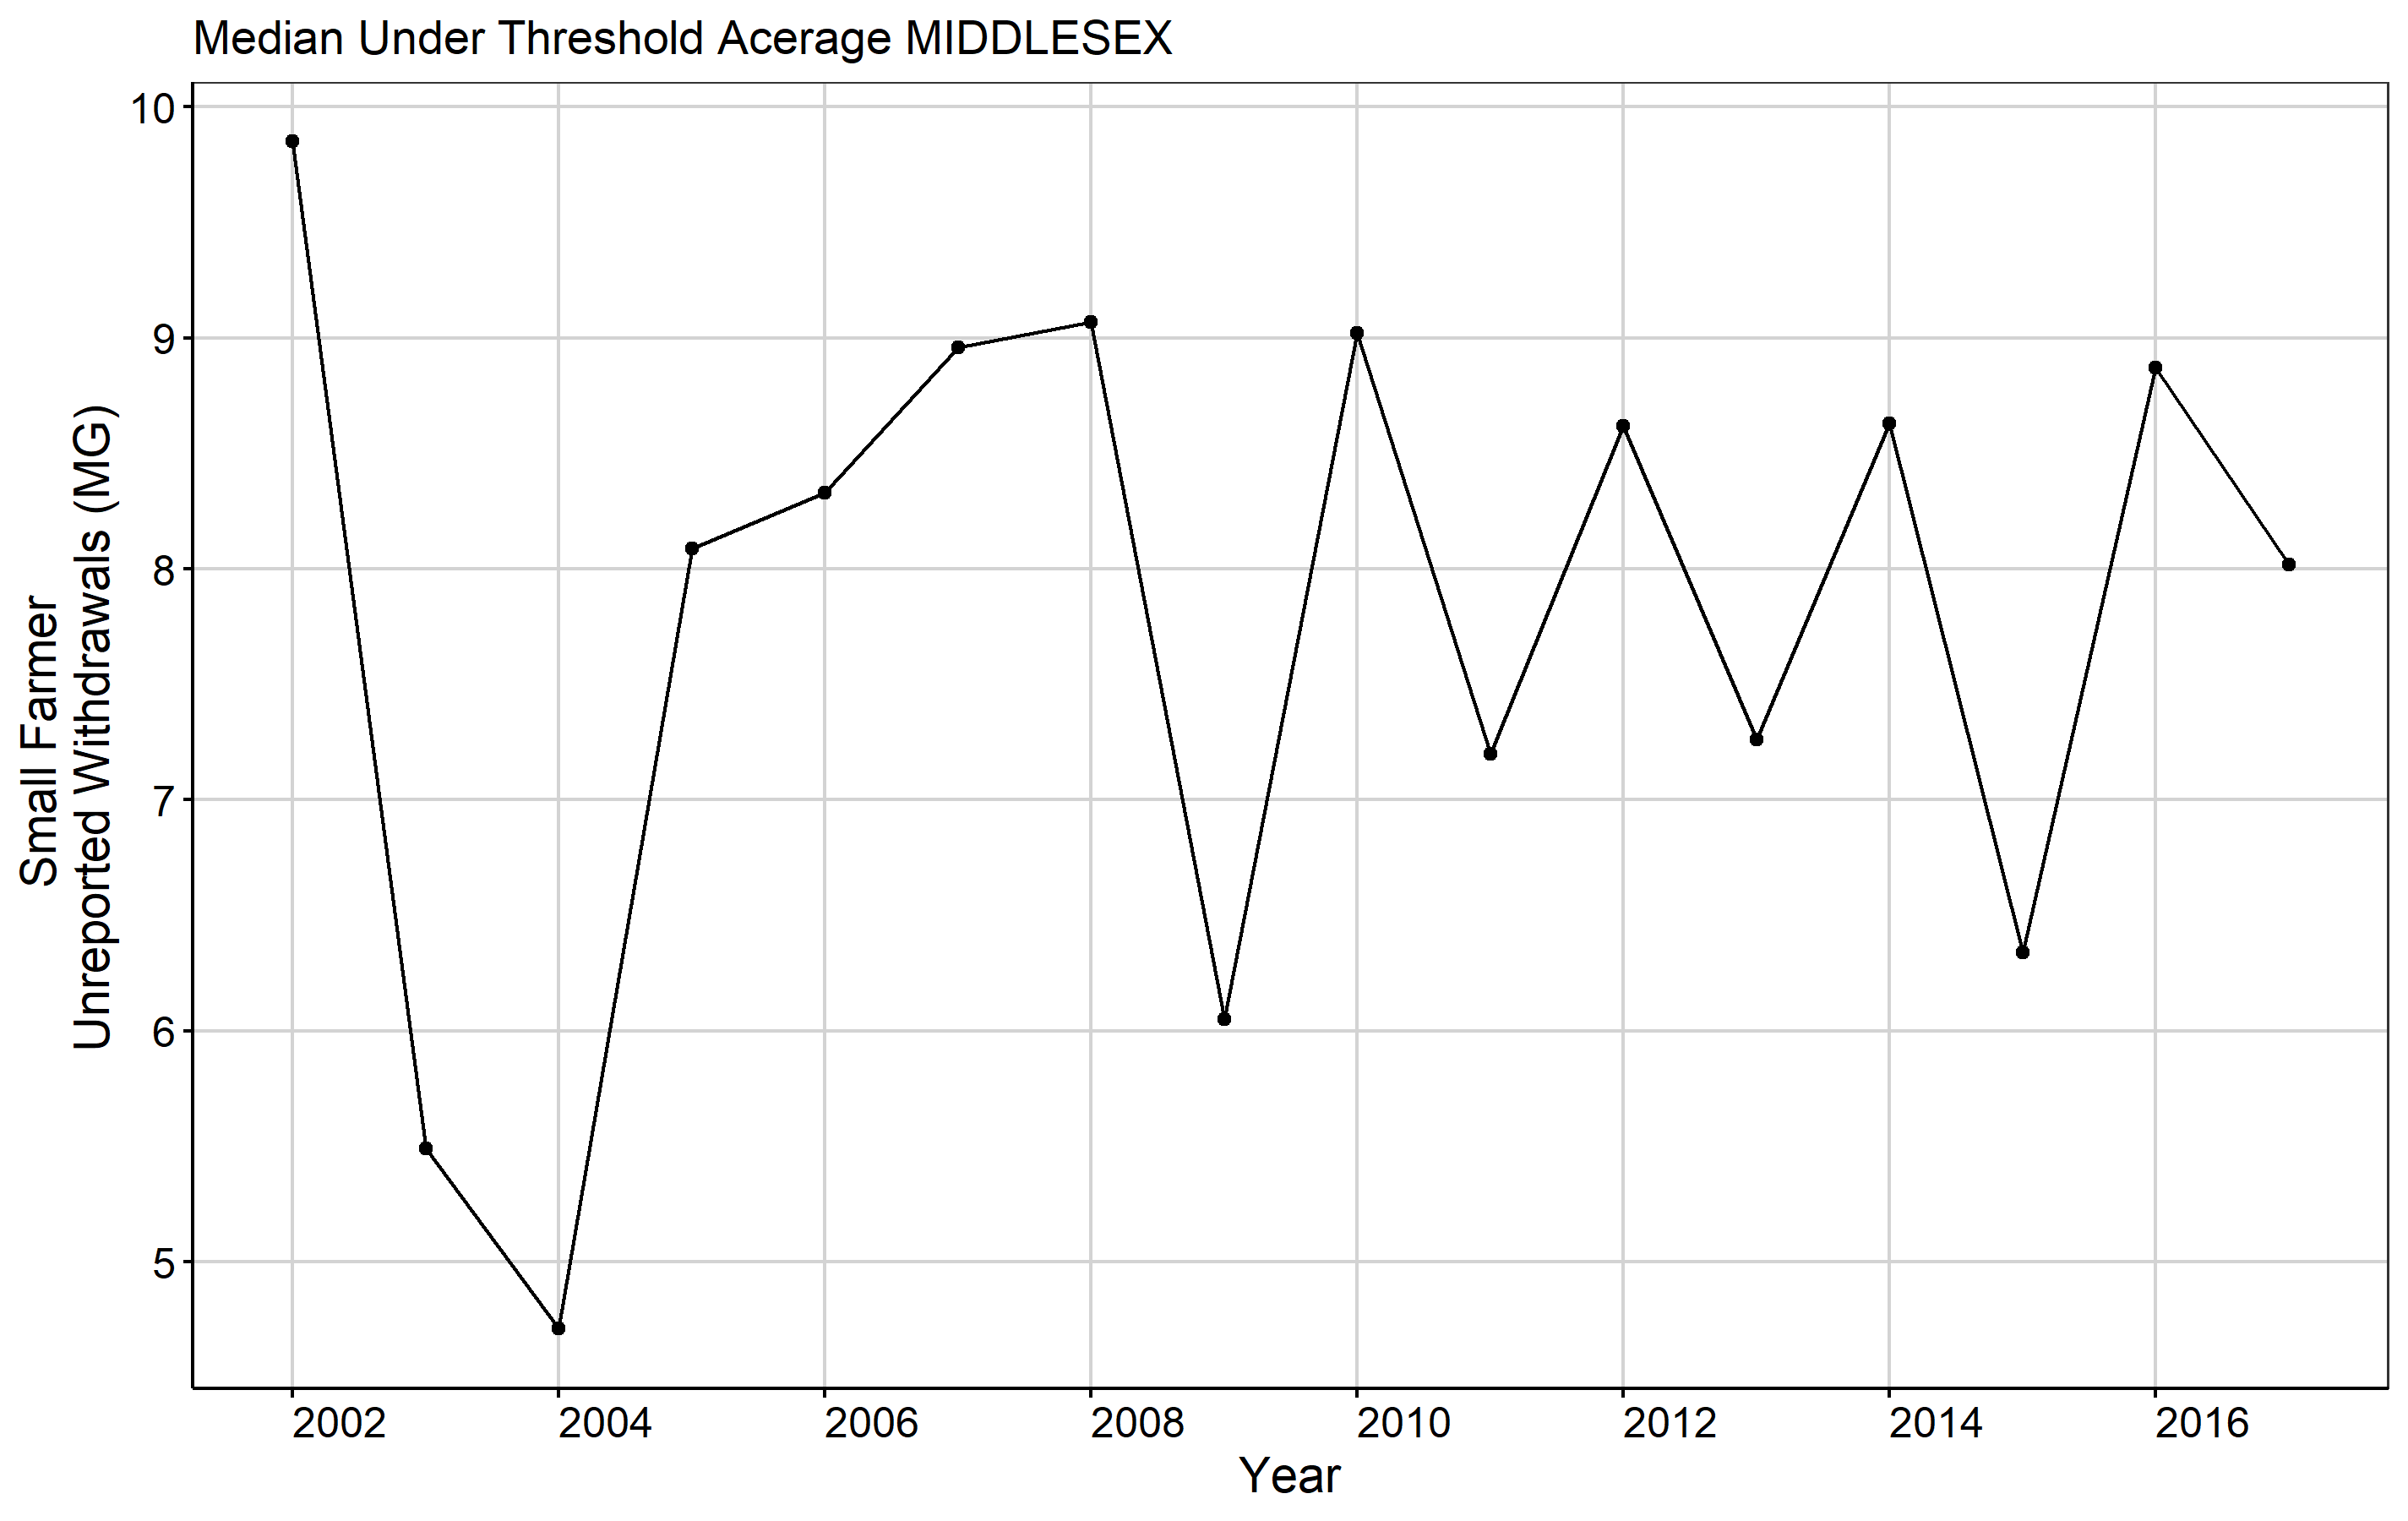 Median Under Threshold Acerage MIDDLESEX
Small Farmer
Unreported Withdrawals (MG)
10
9
8
7
6
5
2002 2004 2006 2008 2010 2012 2014 2016
Year